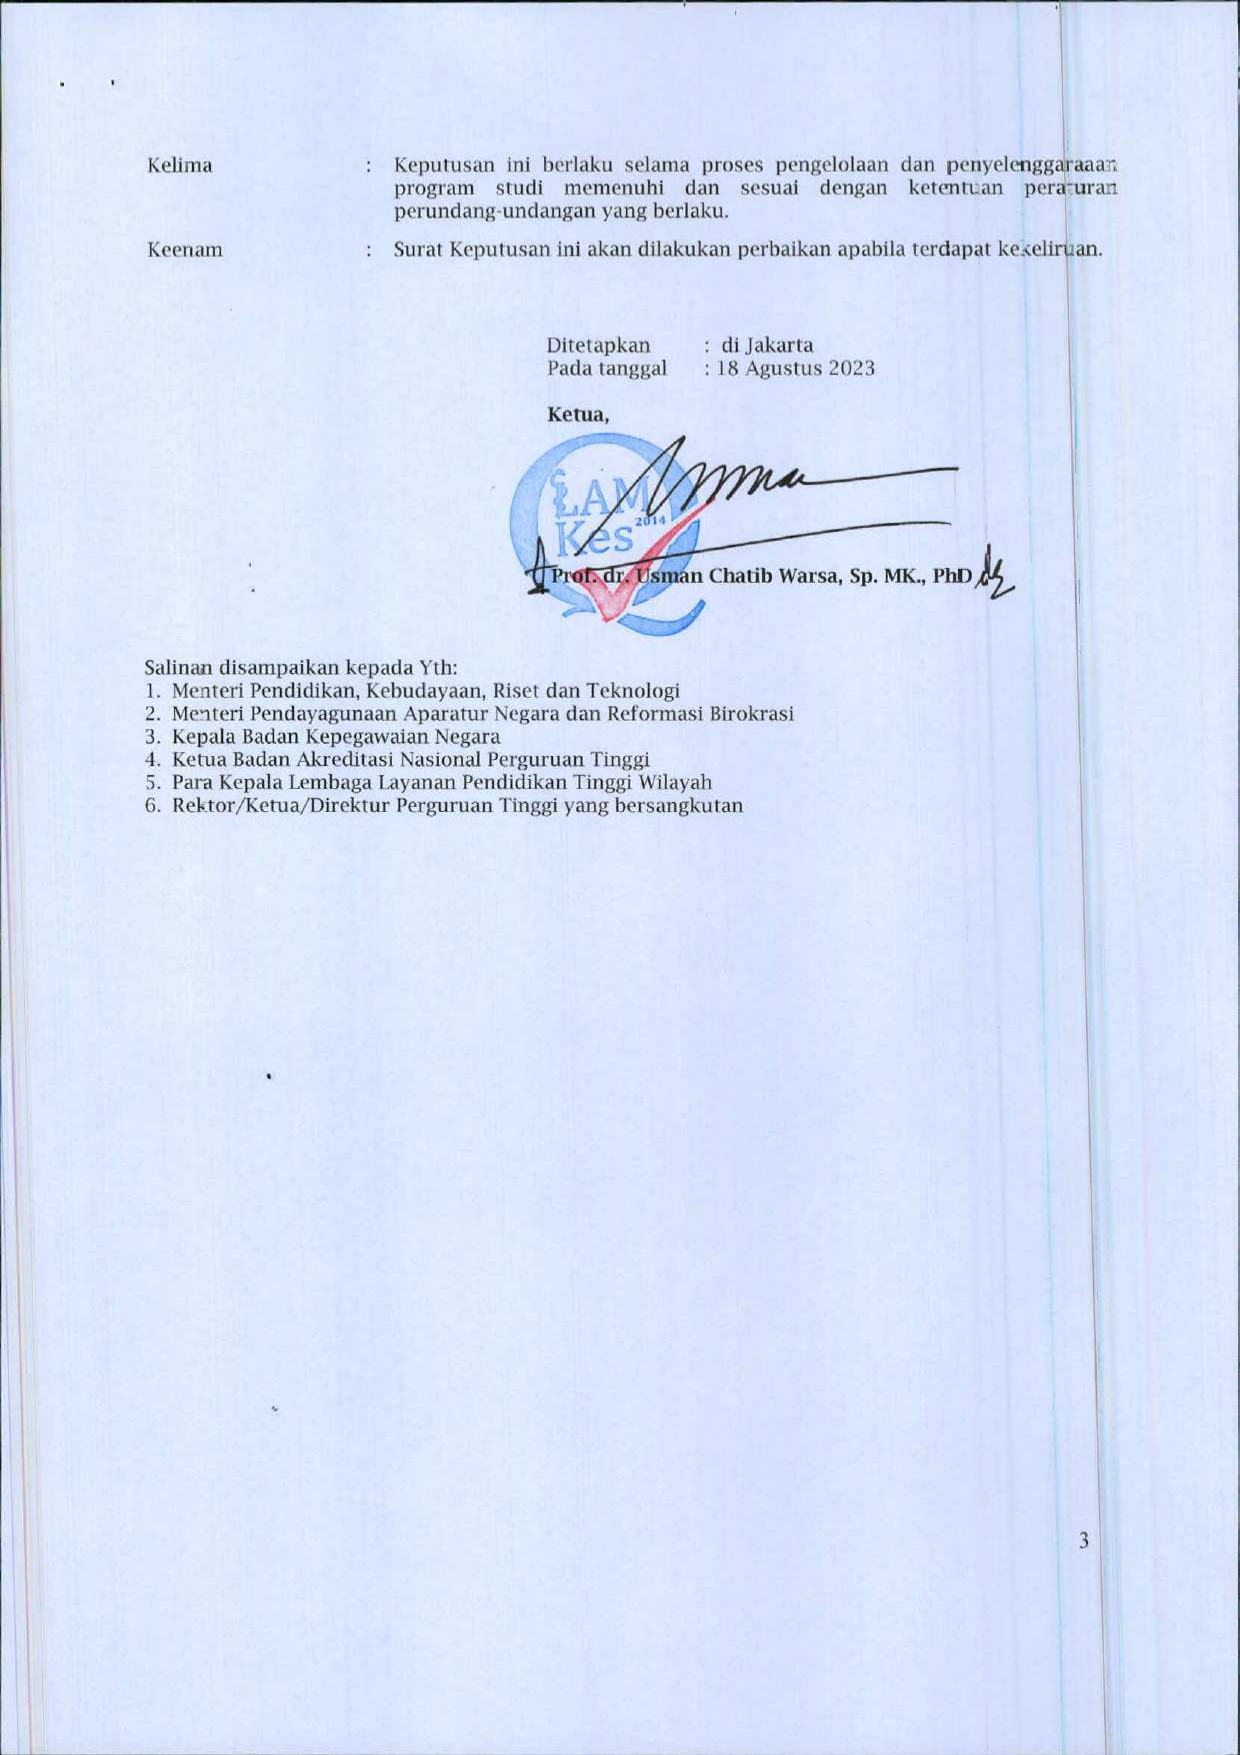 Kelima : Keputusan ini berlaku selama proses pengelolaan dan penyelenggaraaan
program studi memenuhi dan sesuai dengan ketentuan peraturan
perundang-undangan yang berlaku.
Keenam : Surat Keputusan ini akan dilakukan perbaikan apabila terdapat kekeliruan.
Ditetapkan : di Jakarta
Pada tanggal : 18 Agustus 2023
Ketua,
LAM
2014
Kes
Prof. dr. Usman Chatib Warsa, Sp. MK., PhD
Salinan disampaikan kepada Yth:
1. Menteri Pendidikan, Kebudayaan, Riset dan Teknologi
2. Menteri Pendayagunaan Aparatur Negara dan Reformasi Birokrasi
3. Kepala Badan Kepegawaian Negara
4. Ketua Badan Akreditasi Nasional Perguruan Tinggi
5. Para Kepala Lembaga Layanan Pendidikan Tinggi Wilayah
6. Rektor/Ketua/Direktur Perguruan Tinggi yang bersangkutan
3